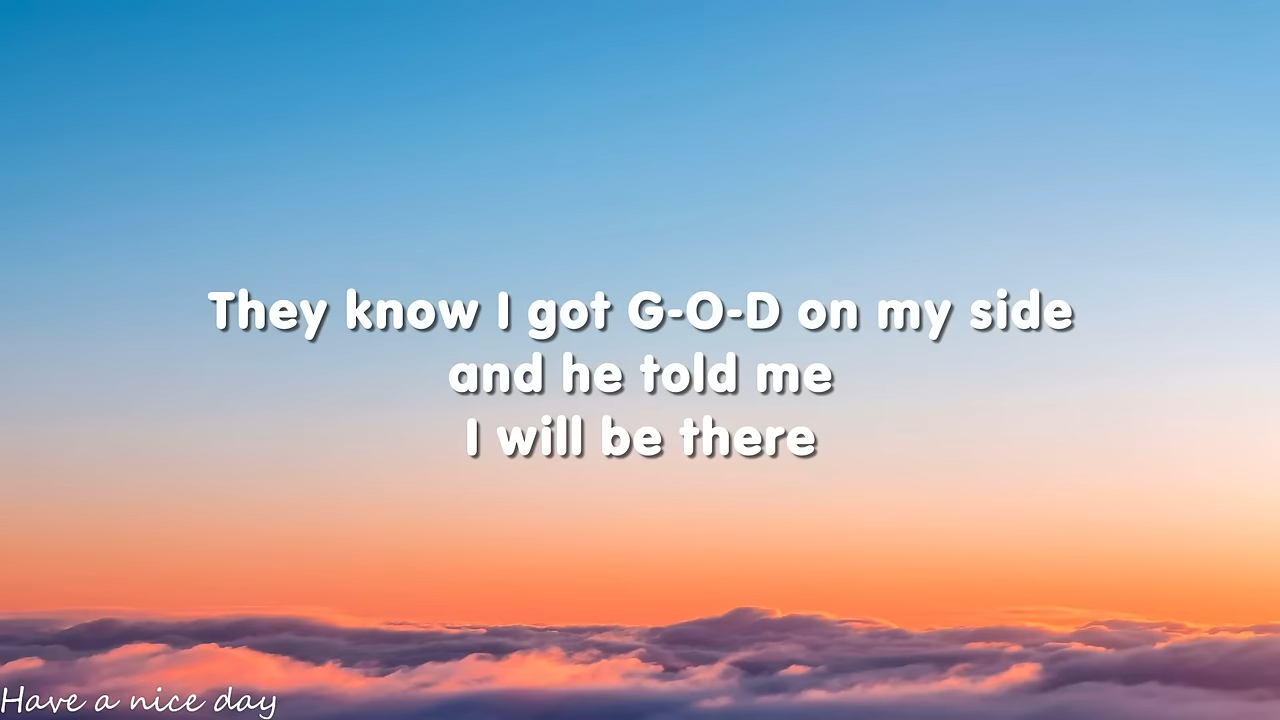 They know I got G-O-D on my side
and he told me
I will be there
Have a nice day